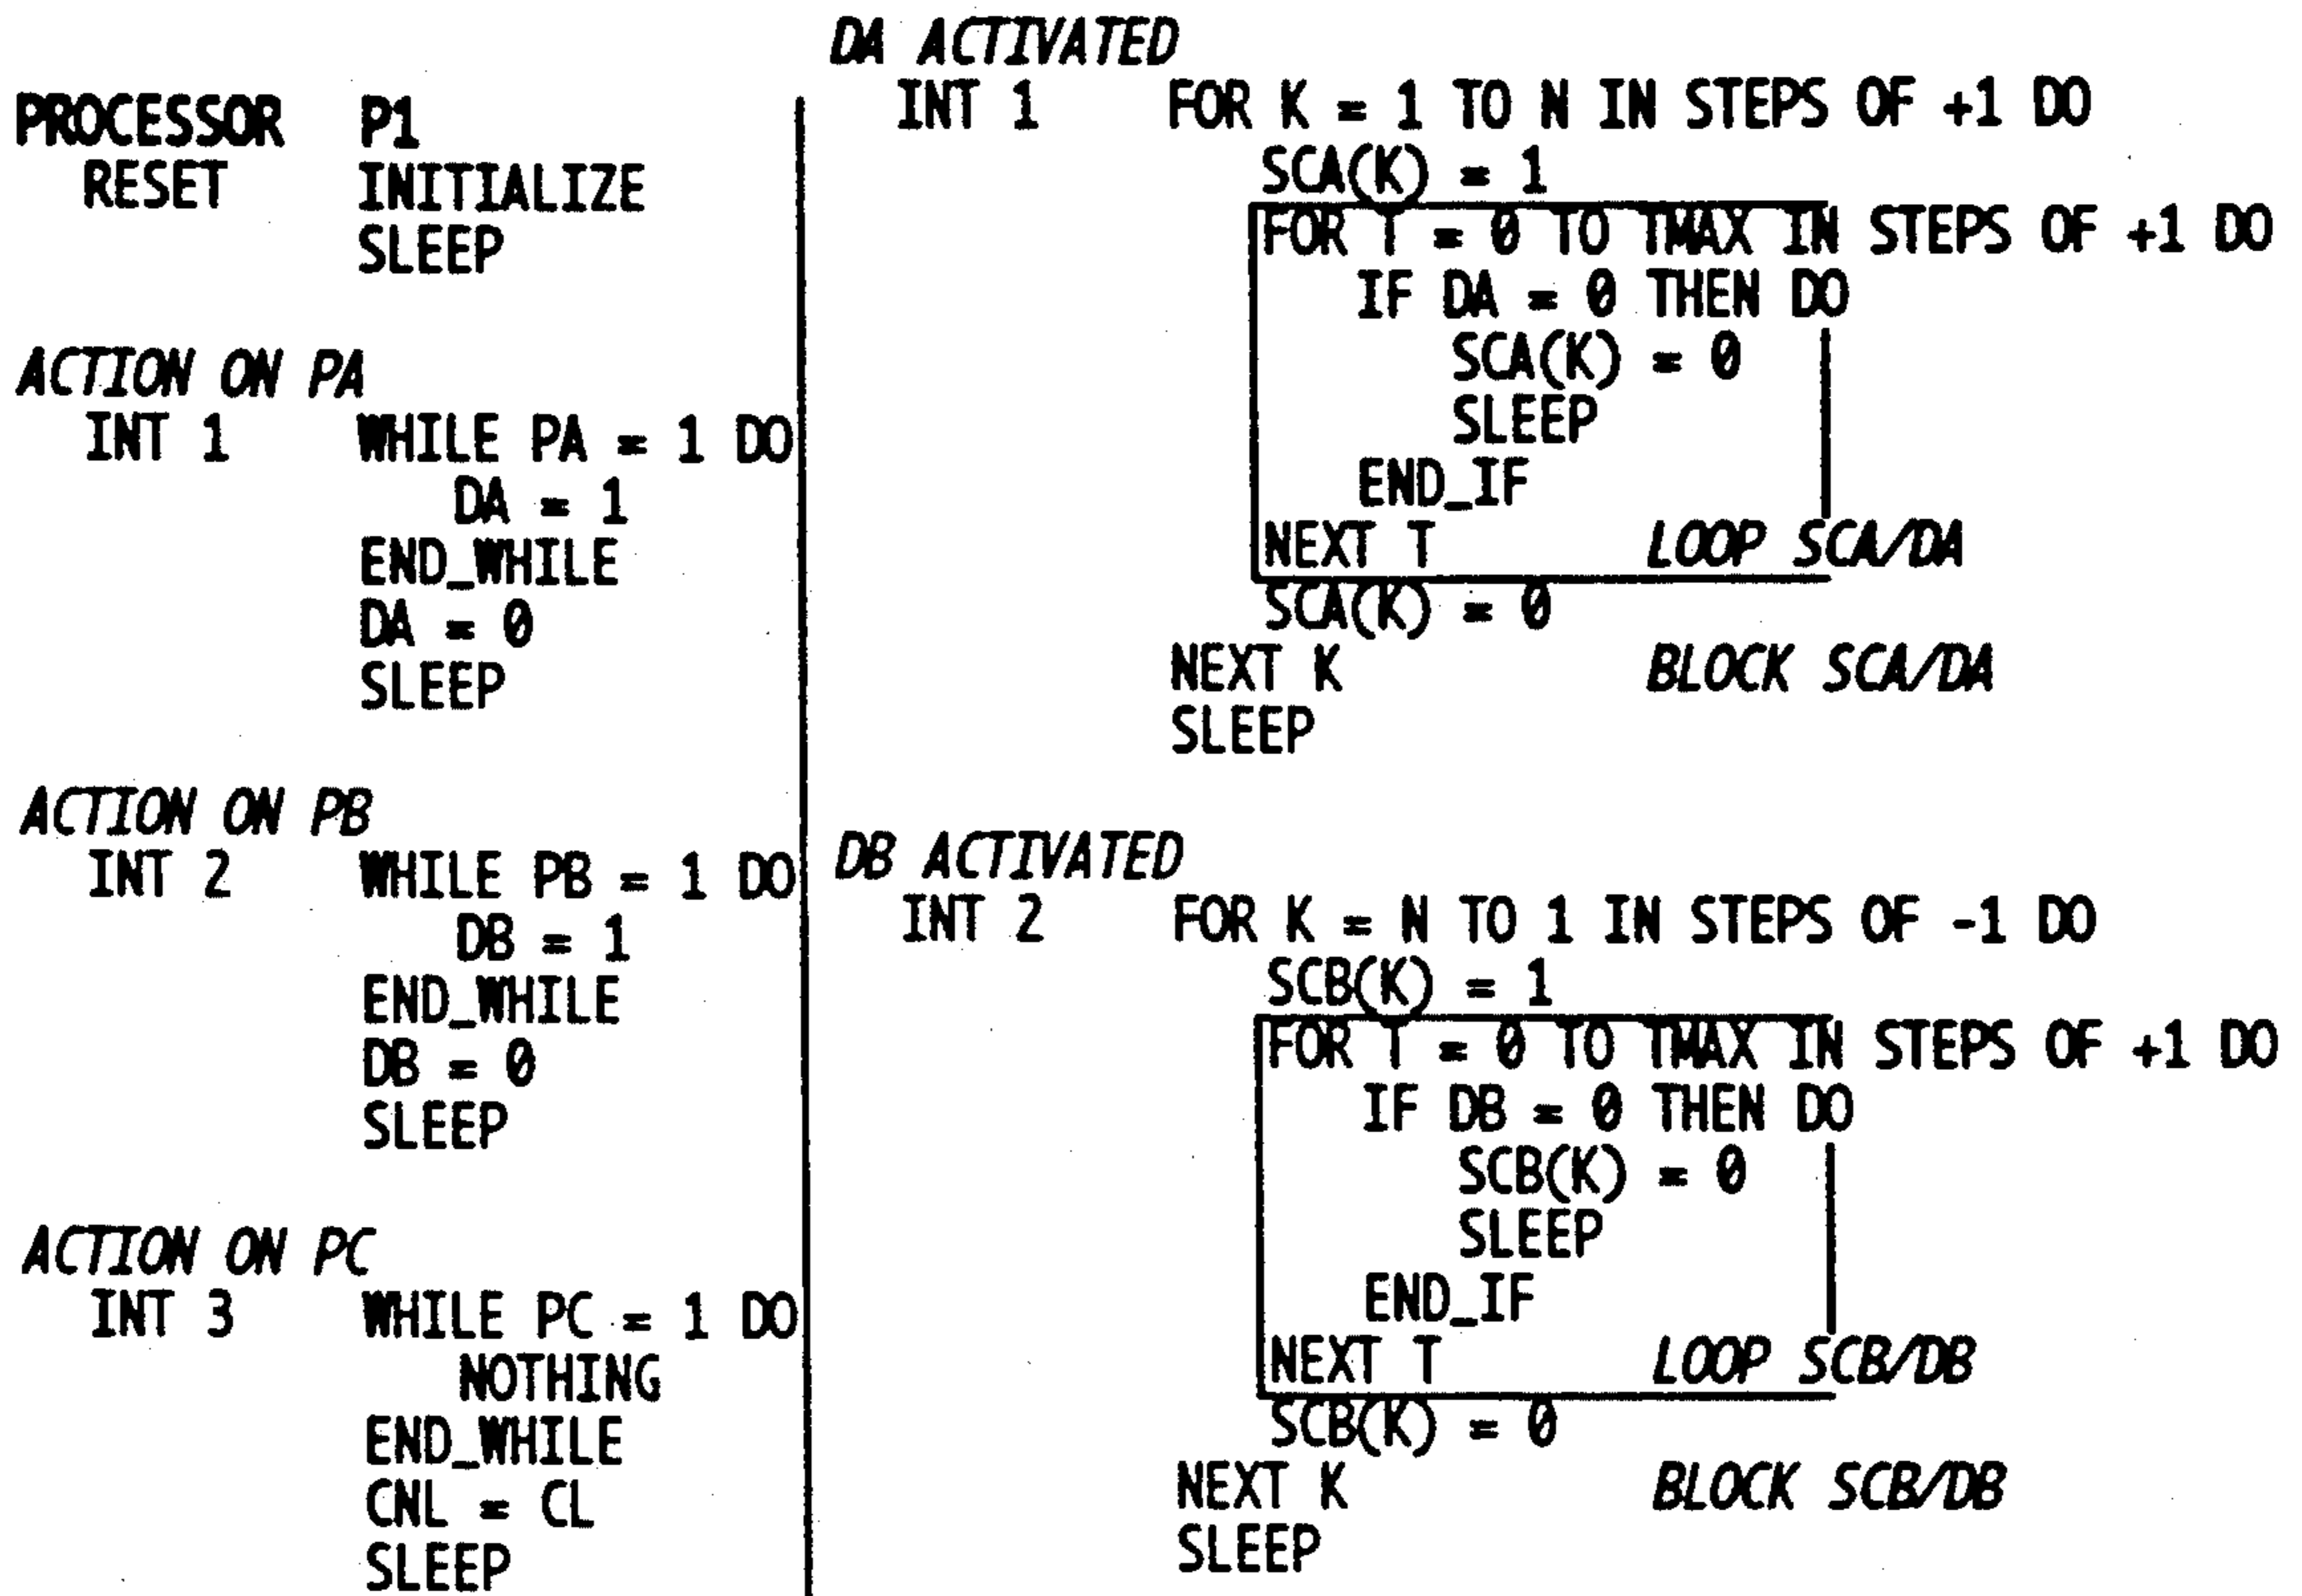 PROCESSOR P1
RESET INITIALIZE
SLEEP
ACTION ON PA
INT 1 WHILE PA = 1 DO
DA = 1
END_WHILE
DA = 0
SLEEP
ACTION ON PB
INT 2 WHILE PB = 1 DO
DB = 1
END_WHILE
DB = 0
SLEEP
ACTION ON PC
INT 3 WHILE PC = 1 DO
NOTHING
END_WHILE
CNL = CL
SLEEP
DA ACTIVATED
INT 1 FOR K = 1 TO N IN STEPS OF +1 DO
SCA(K) = 1
FOR T = 0 TO TMAX IN STEPS OF +1 DO
IF DA = 0 THEN DO
SCA(K) = 0
SLEEP
END_IF
NEXT T LOOP SCA/DA
SCA(K) = 0
NEXT K BLOCK SCA/DA
SLEEP
DB ACTIVATED
INT 2 FOR K = N TO 1 IN STEPS OF -1 DO
SCB(K) = 1
FOR T = 0 TO TMAX IN STEPS OF +1 DO
IF DB = 0 THEN DO
SCB(K) = 0
SLEEP
END_IF
NEXT T LOOP SCB/DB
SCB(K) = 0
NEXT K BLOCK SCB/DB
SLEEP